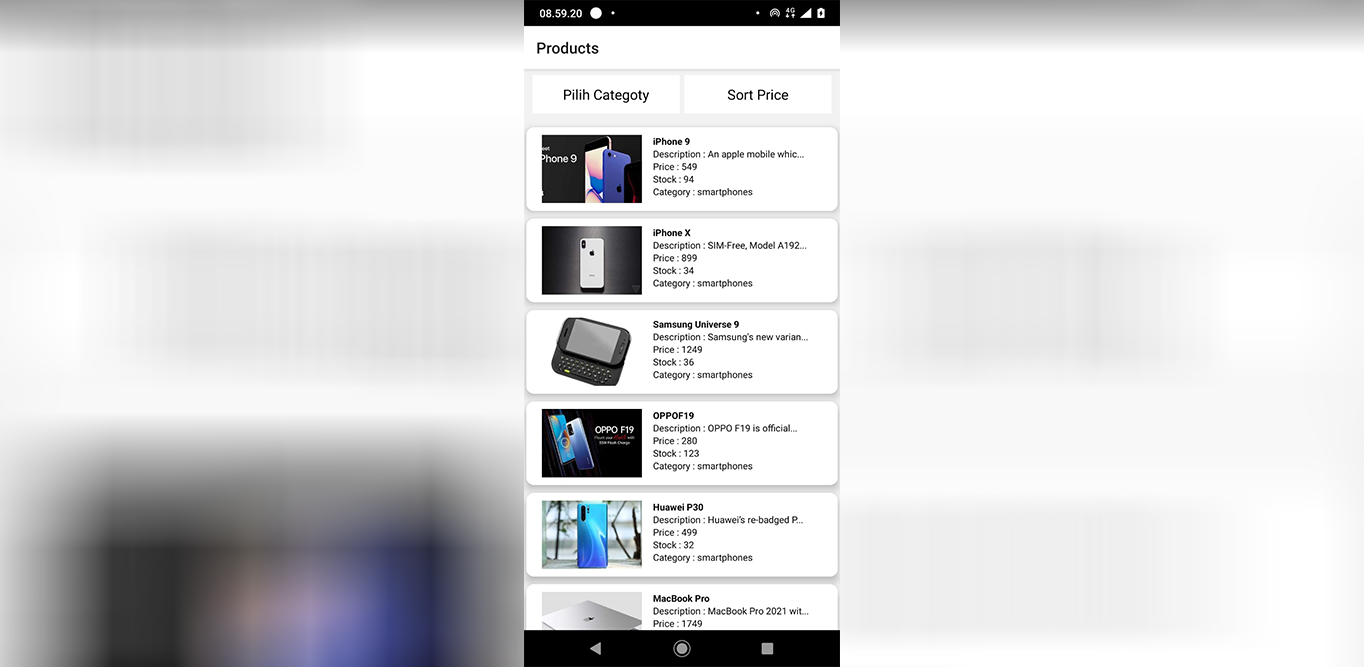 08.59.20
4G
Products
Pilih Categoty
Sort Price
Phone 9
iPhone 9
Description : An apple mobile whic...
Price : 549
Stock : 94
Category : smartphones
iPhone X
Description : SIM-Free, Model A192...
Price : 899
Stock : 34
Category : smartphones
Samsung Universe 9
Description : Samsung's new varian...
Price : 1249
Stock : 36
Category : smartphones
OPPO F19
OPPOF19
Description : OPPO F19 is official...
Price : 280
Stock : 123
Category : smartphones
Huawei P30
Description : Huawei's re-badged P...
Price : 499
Stock : 32
Category : smartphones
MacBook Pro
Description : MacBook Pro 2021 wit...
Price : 1749